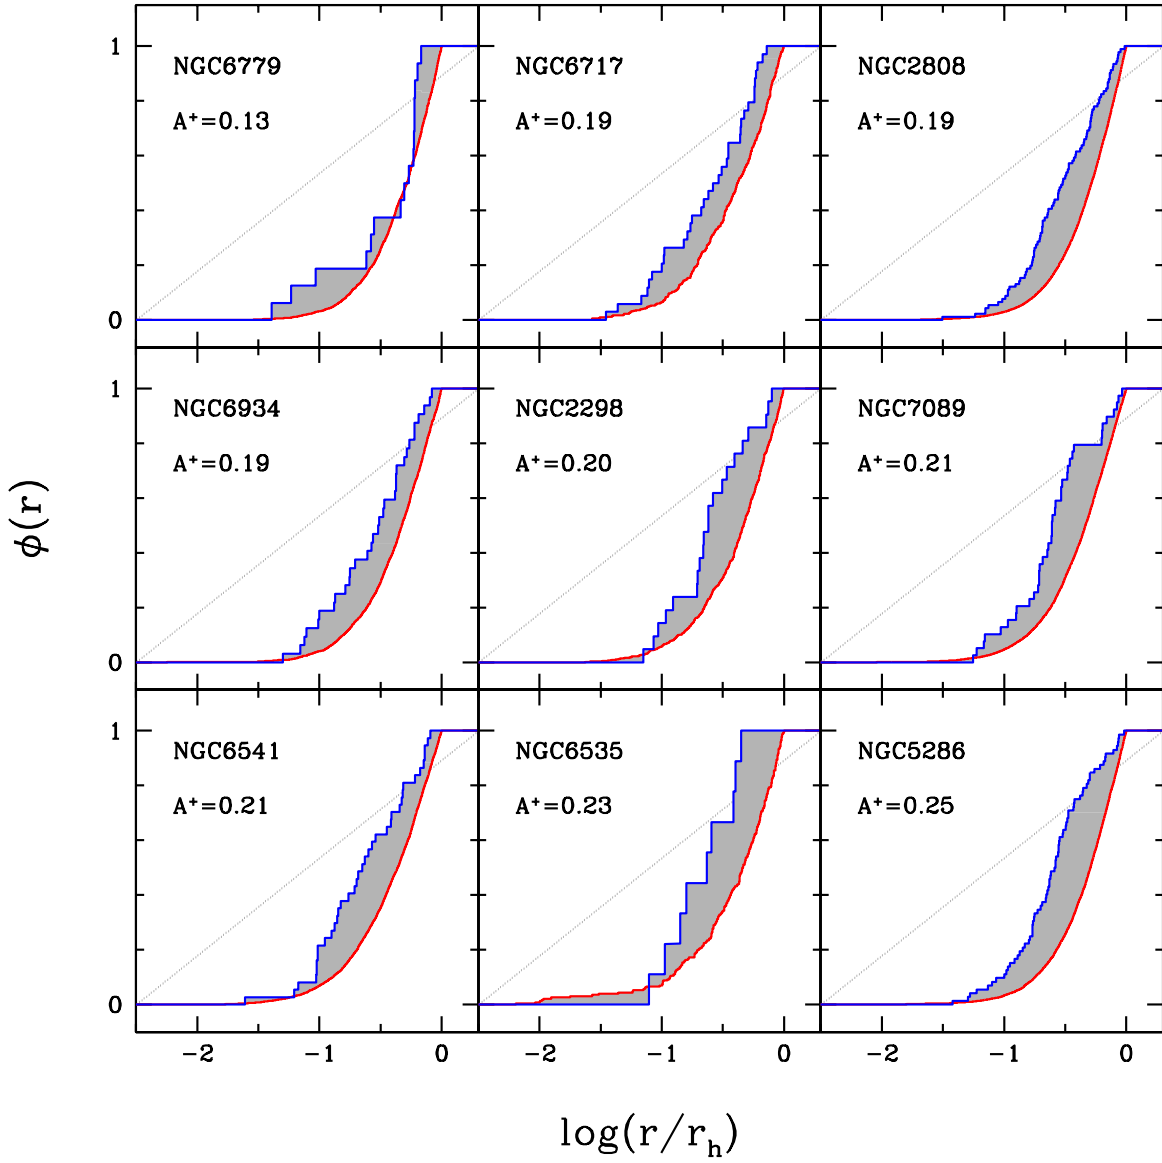 1
NGC6779
NGC6717
NGC2808
A⁺=0.13
A⁺=0.19
A⁺=0.19
0
1
NGC6934
NGC2298
NGC7089
A⁺=0.19
A⁺=0.20
A⁺=0.21
0
ϕ(r)
1
NGC6541
NGC6535
NGC5286
A⁺=0.21
A⁺=0.23
A⁺=0.25
0
-2 -1 0 -2 -1 0 -2 -1 0
log(r/r_h)